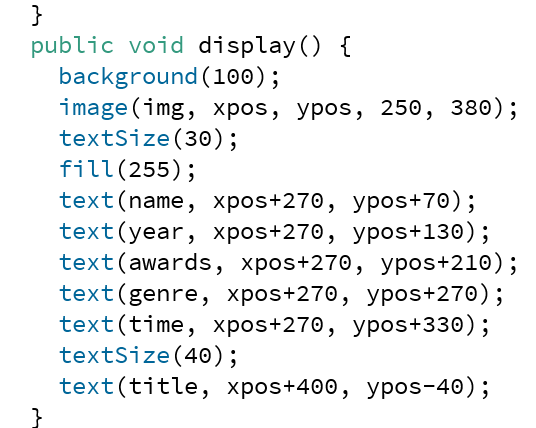 }
public void display() {
background(100);
image(img, xpos, ypos, 250, 380);
textSize(30);
fill(255);
text(name, xpos+270, ypos+70);
text(year, xpos+270, ypos+130);
text(awards, xpos+270, ypos+210);
text(genre, xpos+270, ypos+270);
text(time, xpos+270, ypos+330);
textSize(40);
text(title, xpos+400, ypos-40);
}